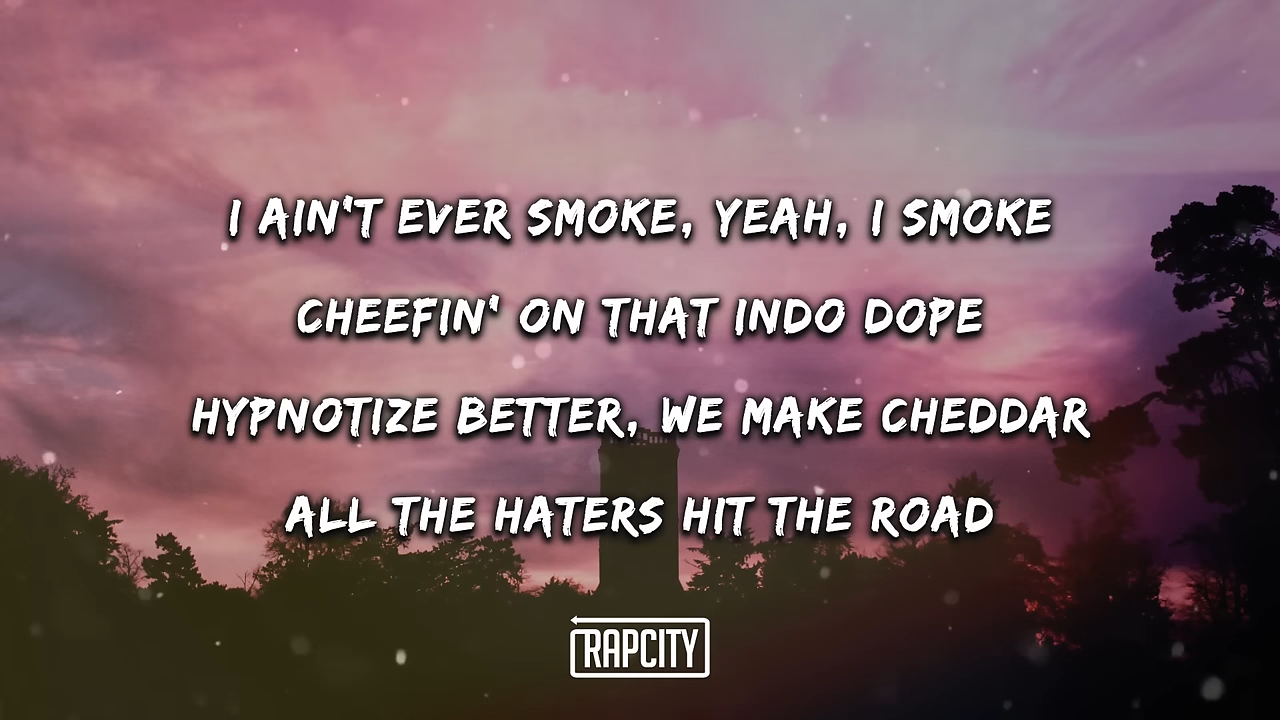 I AIN'T EVER SMOKE, YEAH, I SMOKE
CHEEFIN' ON THAT INDO DOPE
HYPNOTIZE BETTER, WE MAKE CHEDDAR
ALL THE HATERS HIT THE ROAD
RAPCITY